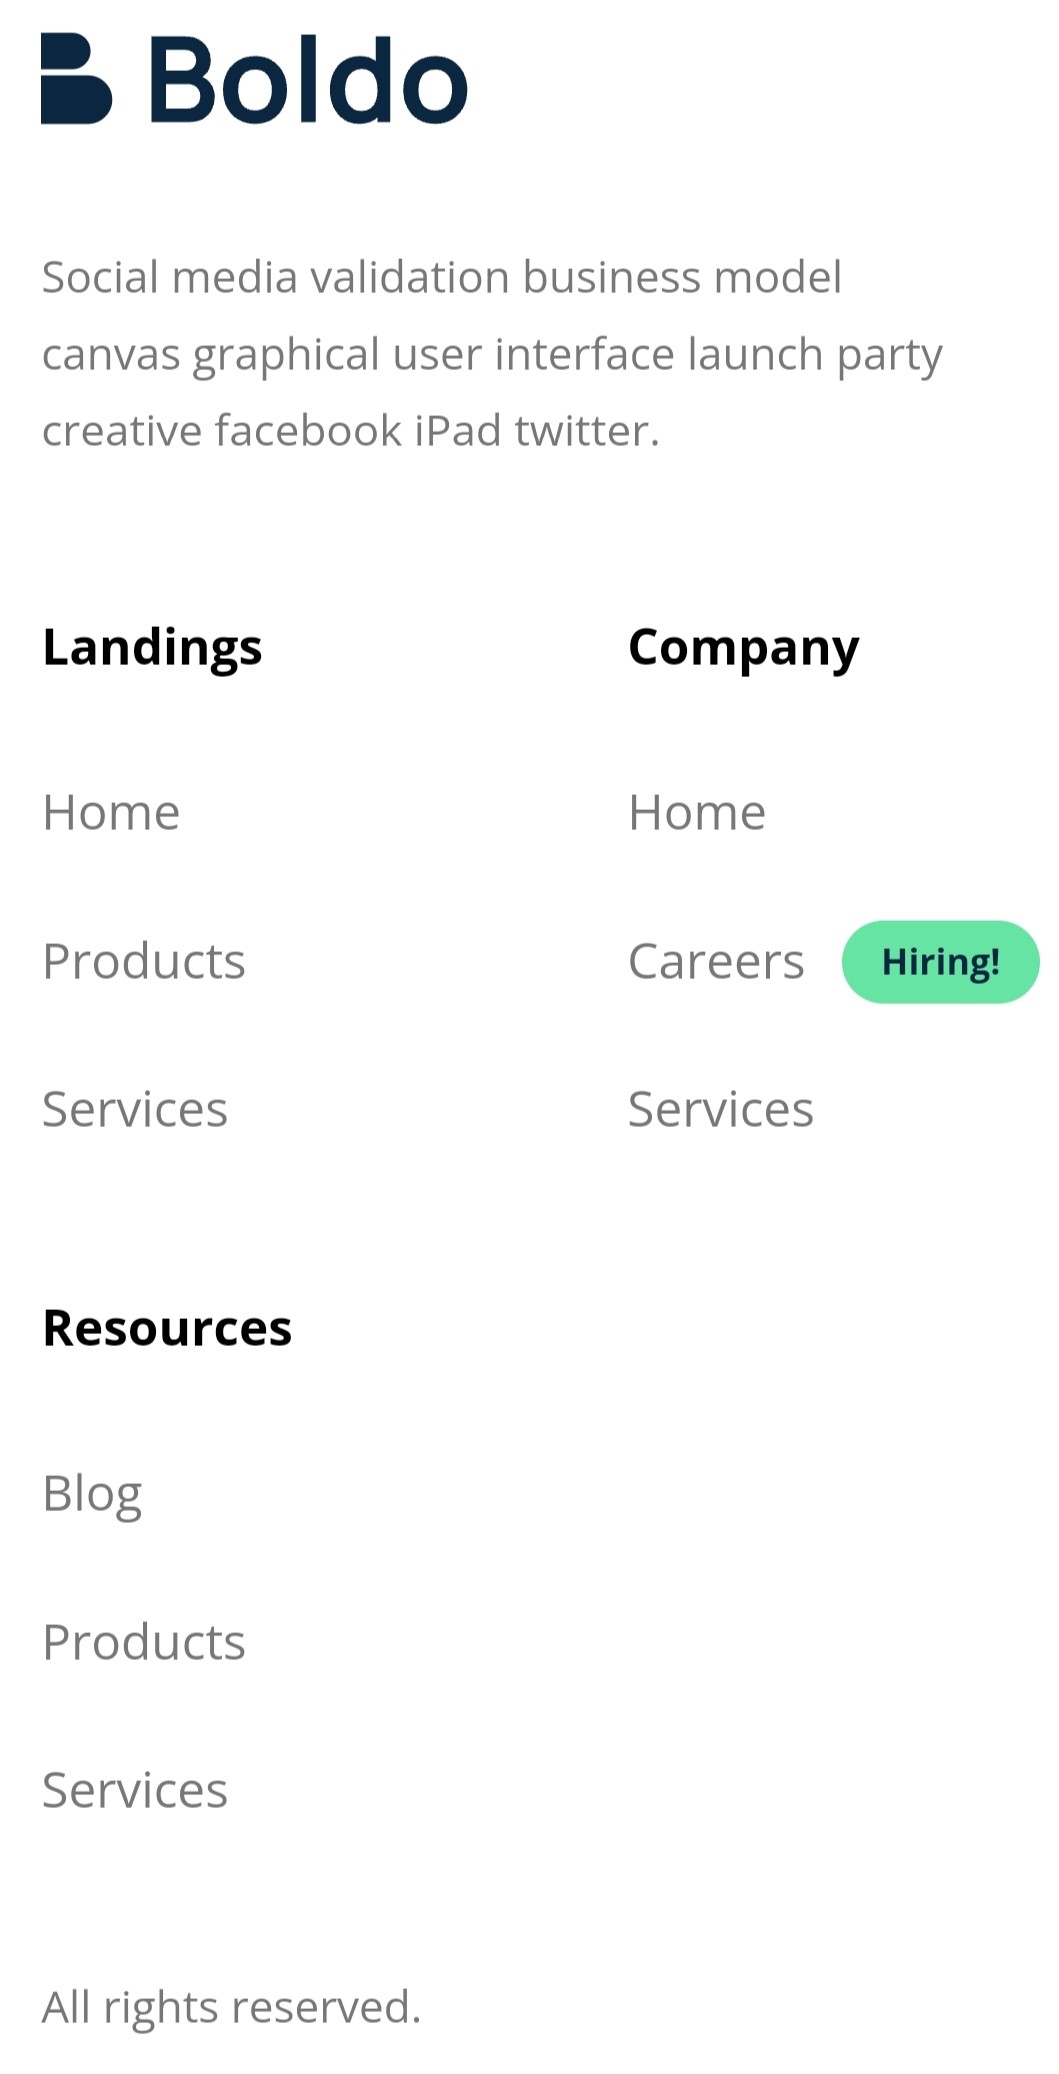 Boldo
Social media validation business model
canvas graphical user interface launch party
creative facebook iPad twitter.
Landings
Home
Products
Services
Company
Home
Careers Hiring!
Services
Resources
Blog
Products
Services
All rights reserved.